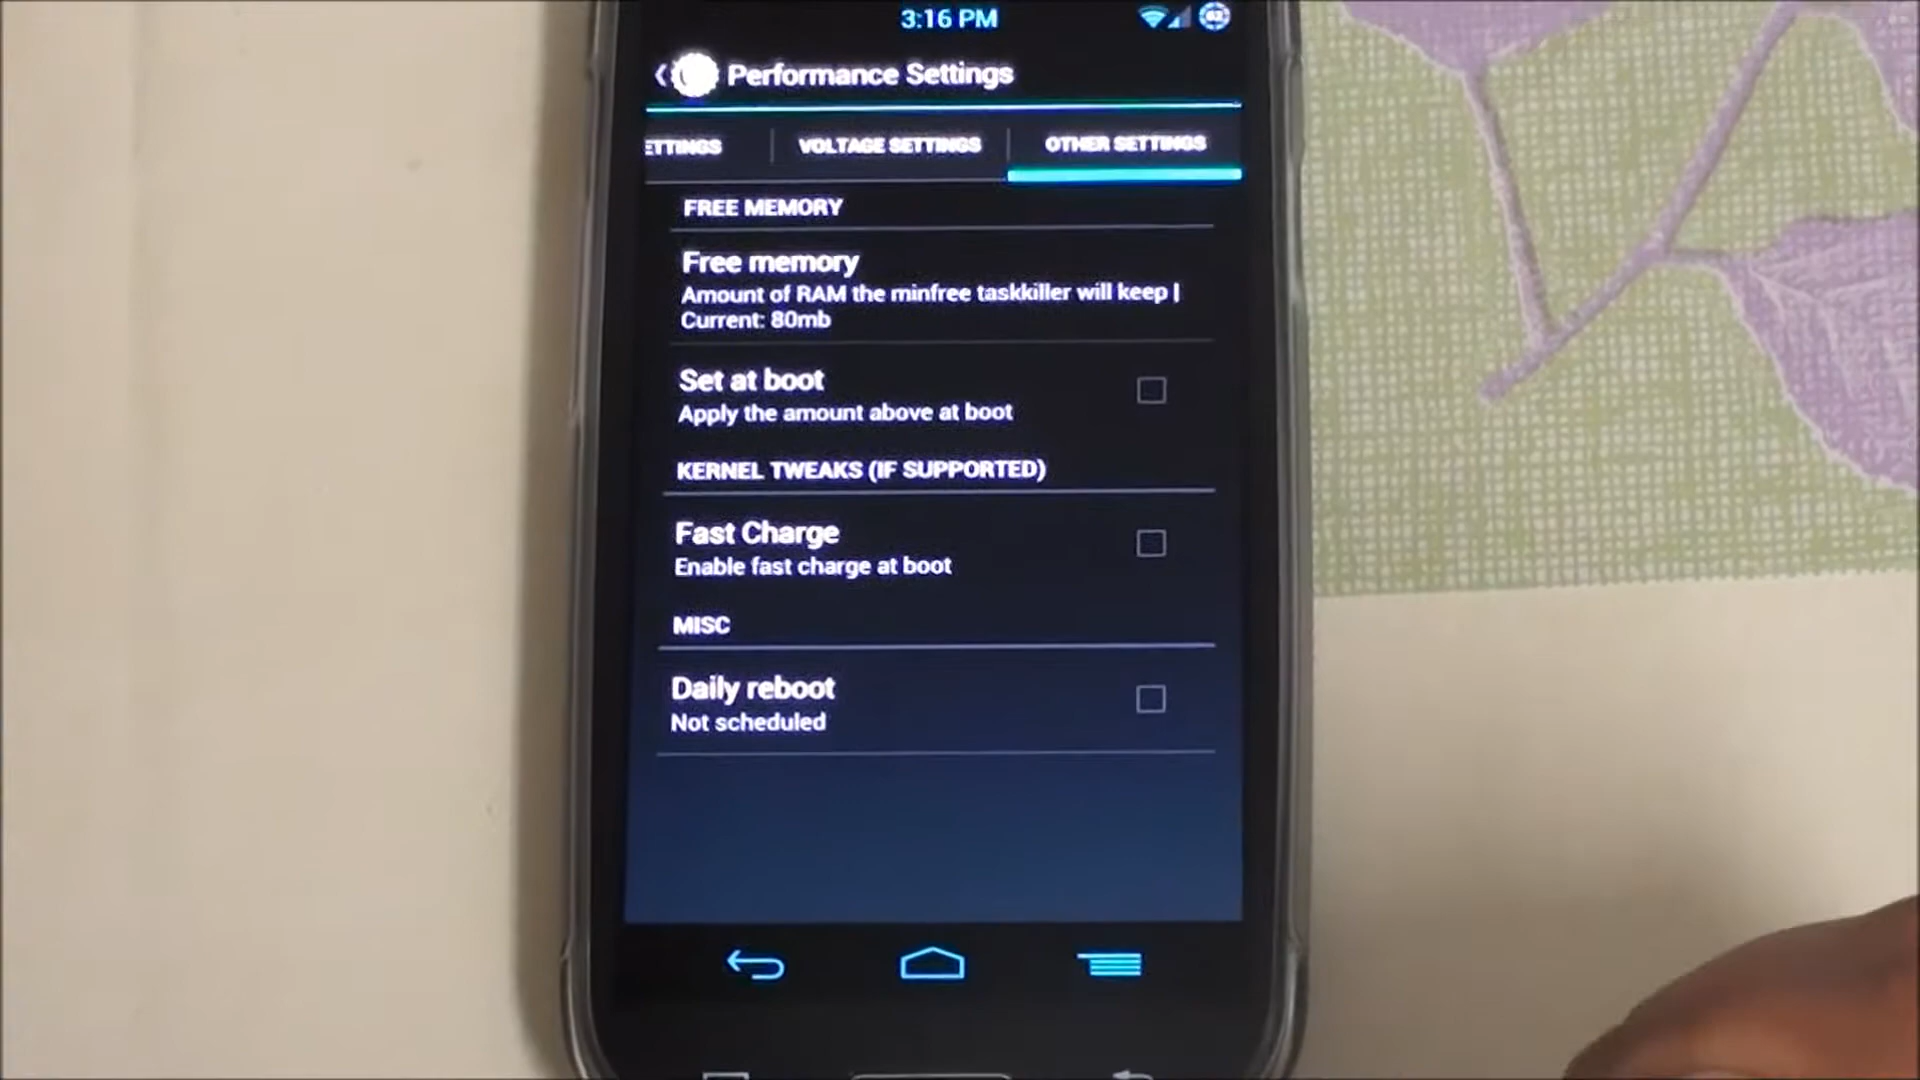 3:16 PM
62
Performance Settings
ETTINGS
VOLTAGE SETTINGS
OTHER SETTINGS
FREE MEMORY
Free memory
Amount of RAM the minfree taskkiller will keep |
Current: 80mb
Set at boot
Apply the amount above at boot
KERNEL TWEAKS (IF SUPPORTED)
Fast Charge
Enable fast charge at boot
MISC
Daily reboot
Not scheduled